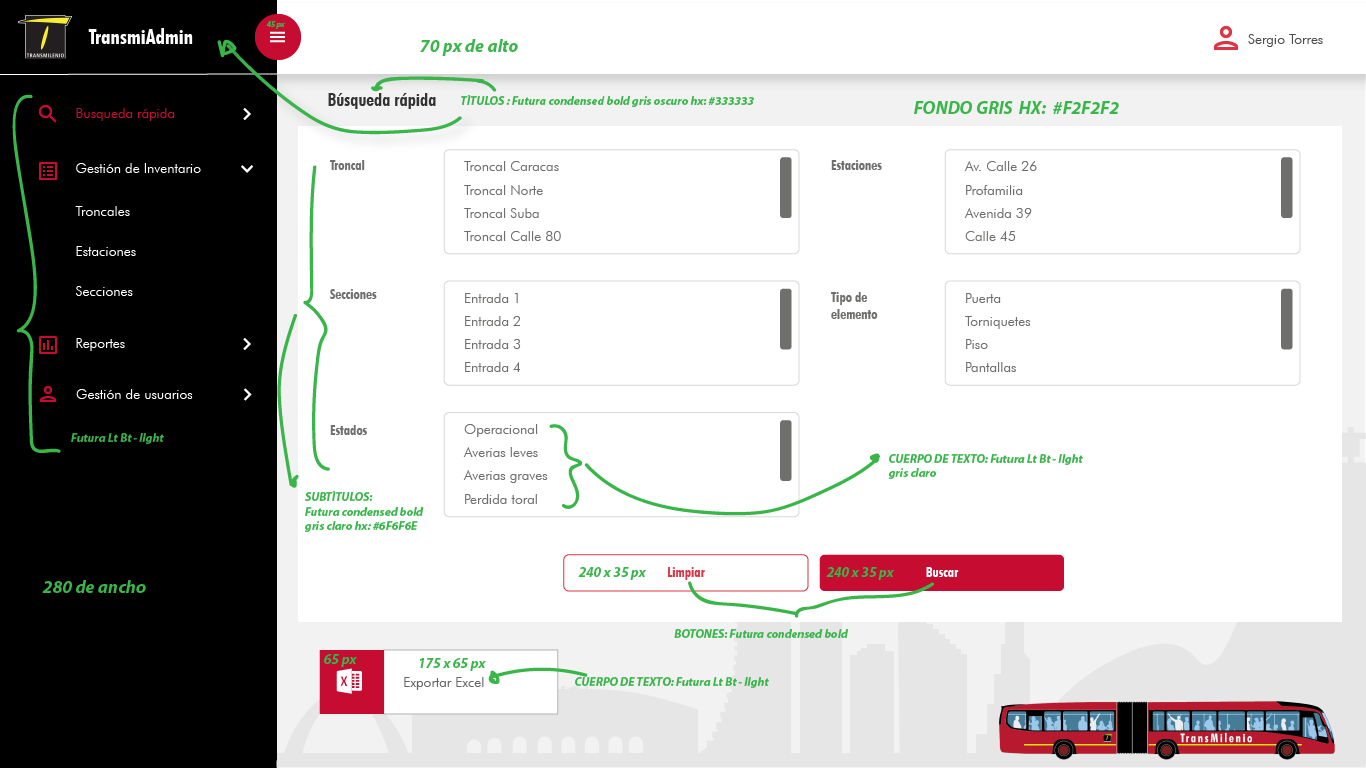 TRANSMILENIO
TransmiAdmin
45 px
70 px de alto
Sergio Torres
Búsqueda rápida
TÍTULOS : Futura condensed bold gris oscuro hx: #333333
FONDO GRIS HX: #F2F2F2
Busqueda rápida
Gestión de Inventario
Troncales
Estaciones
Secciones
Reportes
Gestión de usuarios
Futura Lt Bt - lIght
280 de ancho
Troncal
Troncal Caracas
Troncal Norte
Troncal Suba
Troncal Calle 80
Estaciones
Av. Calle 26
Profamilia
Avenida 39
Calle 45
Secciones
Entrada 1
Entrada 2
Entrada 3
Entrada 4
Tipo de
elemento
Puerta
Torniquetes
Piso
Pantallas
Estados
Operacional
Averias leves
Averias graves
Perdida toral
CUERPO DE TEXTO: Futura Lt Bt - lIght
gris claro
SUBTÍTULOS:
Futura condensed bold
gris claro hx: #6F6F6E
240 x 35 px Limpiar
240 x 35 px Buscar
BOTONES: Futura condensed bold
65 px
175 x 65 px
X
Exportar Excel
CUERPO DE TEXTO: Futura Lt Bt - lIght
TransMilenio